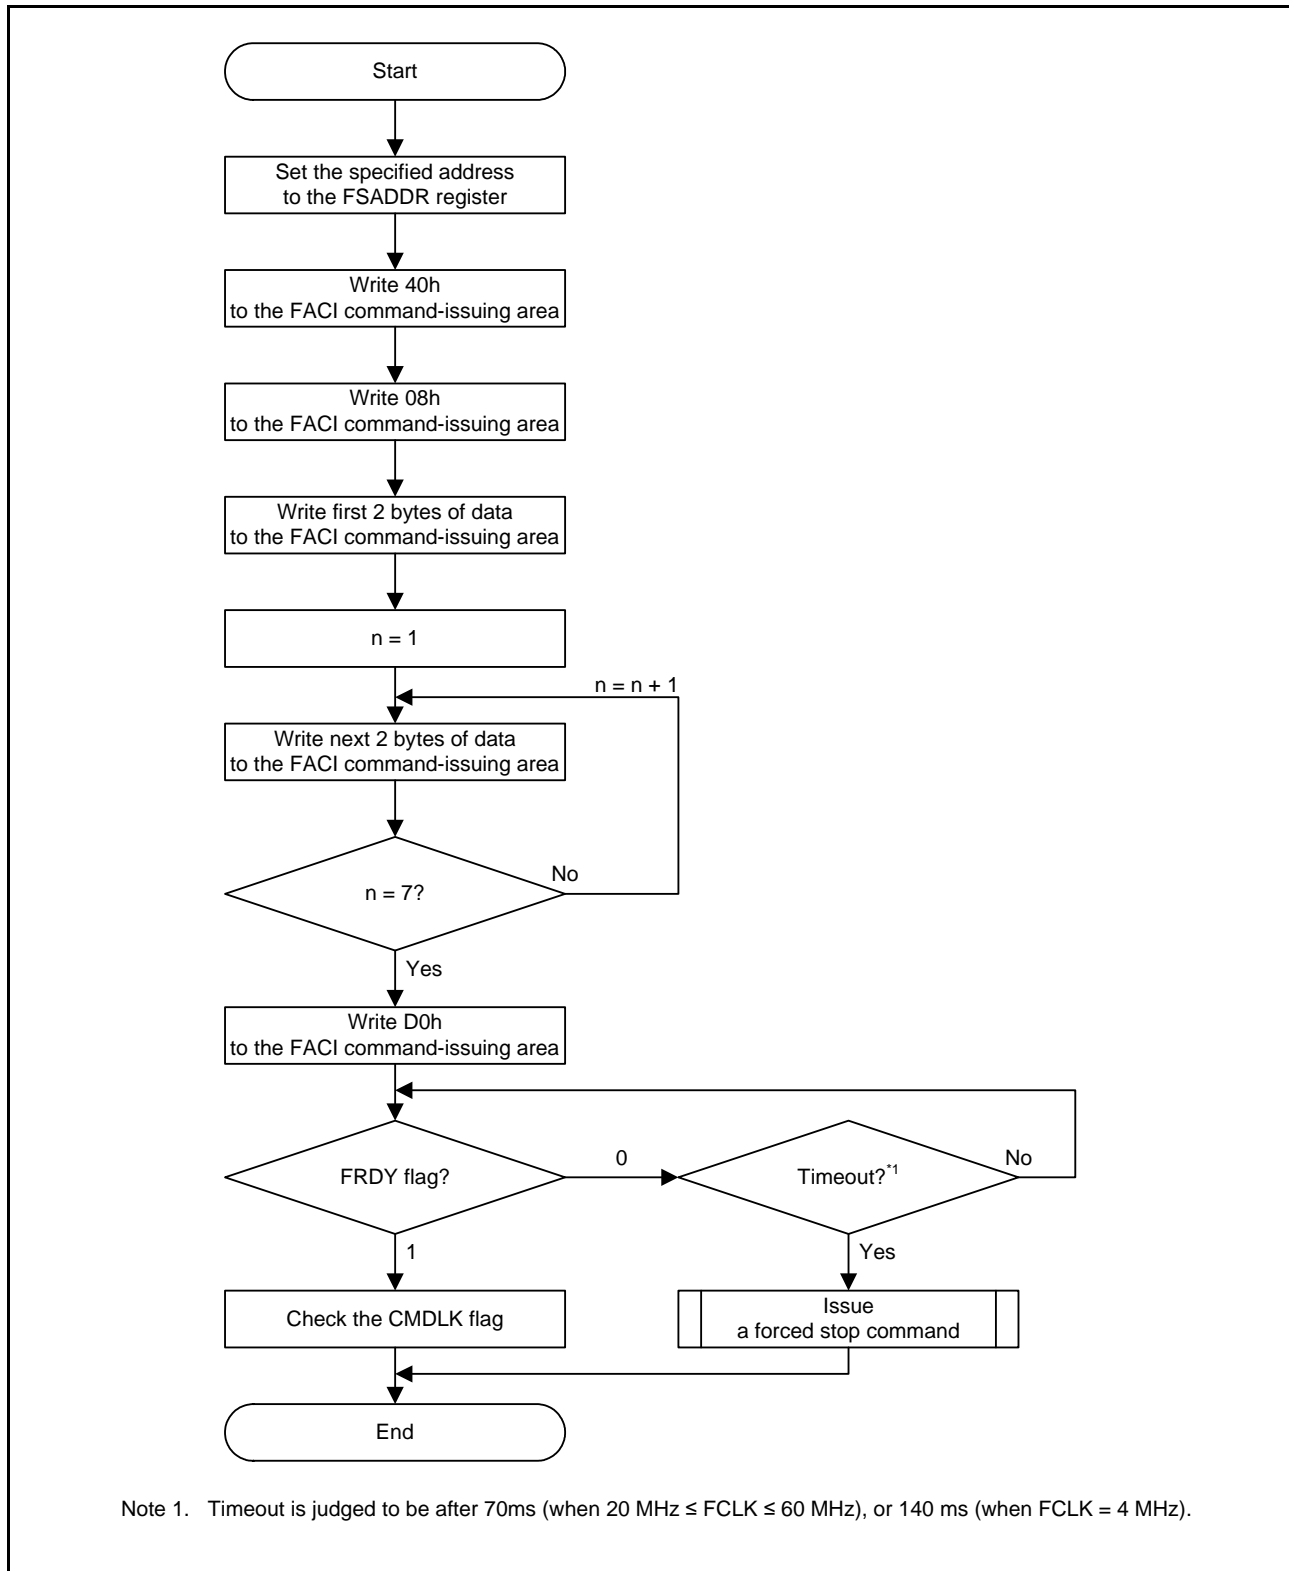 Start
Set the specified address
to the FSADDR register
Write 40h
to the FACI command-issuing area
Write 08h
to the FACI command-issuing area
Write first 2 bytes of data
to the FACI command-issuing area
n = 1
n = n + 1
Write next 2 bytes of data
to the FACI command-issuing area
n = 7?
No
Yes
Write D0h
to the FACI command-issuing area
FRDY flag?
0
Timeout?*1
No
1
Yes
Check the CMDLK flag
Issue
a forced stop command
End
Note 1. Timeout is judged to be after 70ms (when 20 MHz ≤ FCLK ≤ 60 MHz), or 140 ms (when FCLK = 4 MHz).